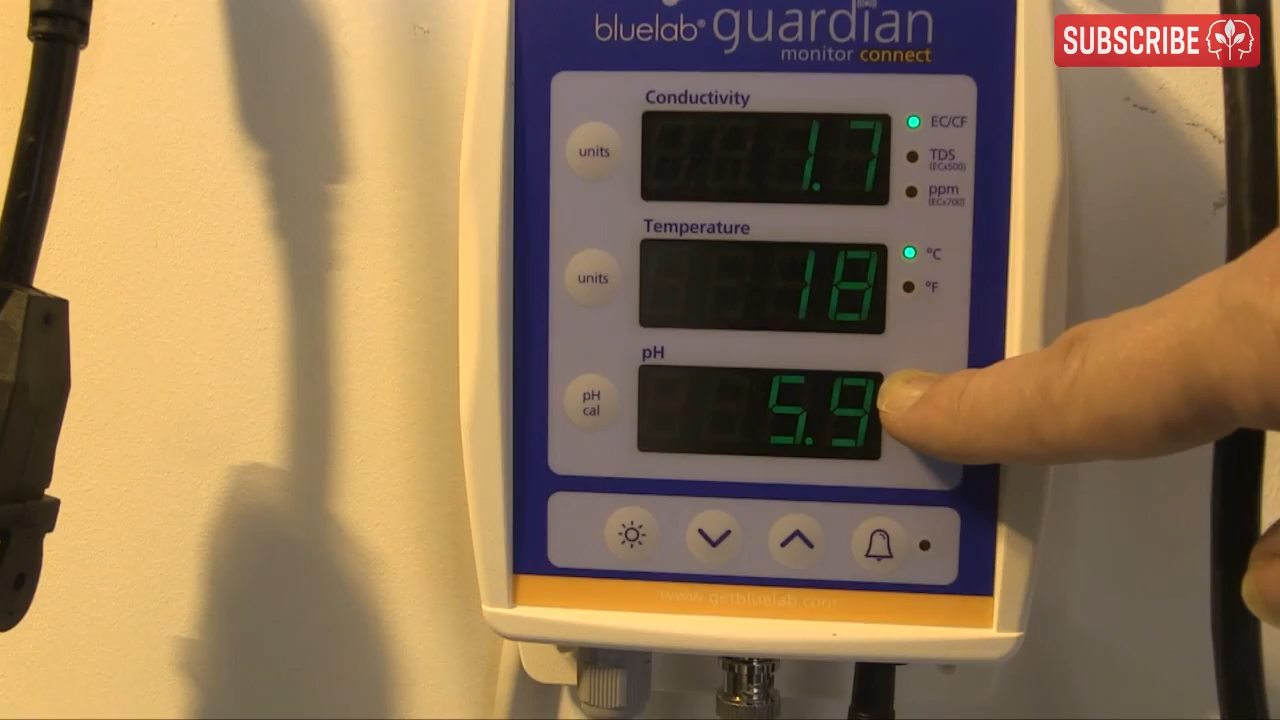 SUBSCRIBE
bluelab® guardian
monitor connect
Conductivity
units
1.7
EC/CF
TDS
(ECx500)
ppm
(ECx700)
Temperature
units
18
°C
°F
pH
pH
cal
5.9
www.getbluelab.com